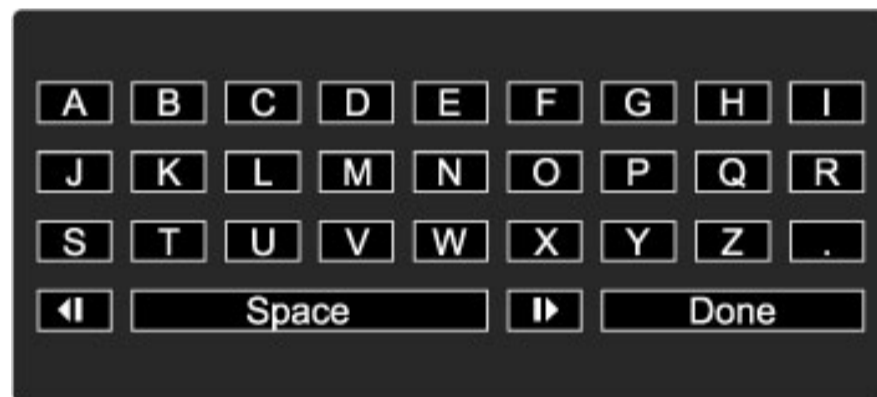 A B C D E F G H I
J K L M N O P Q R
S T U V W X Y Z .
Space Done